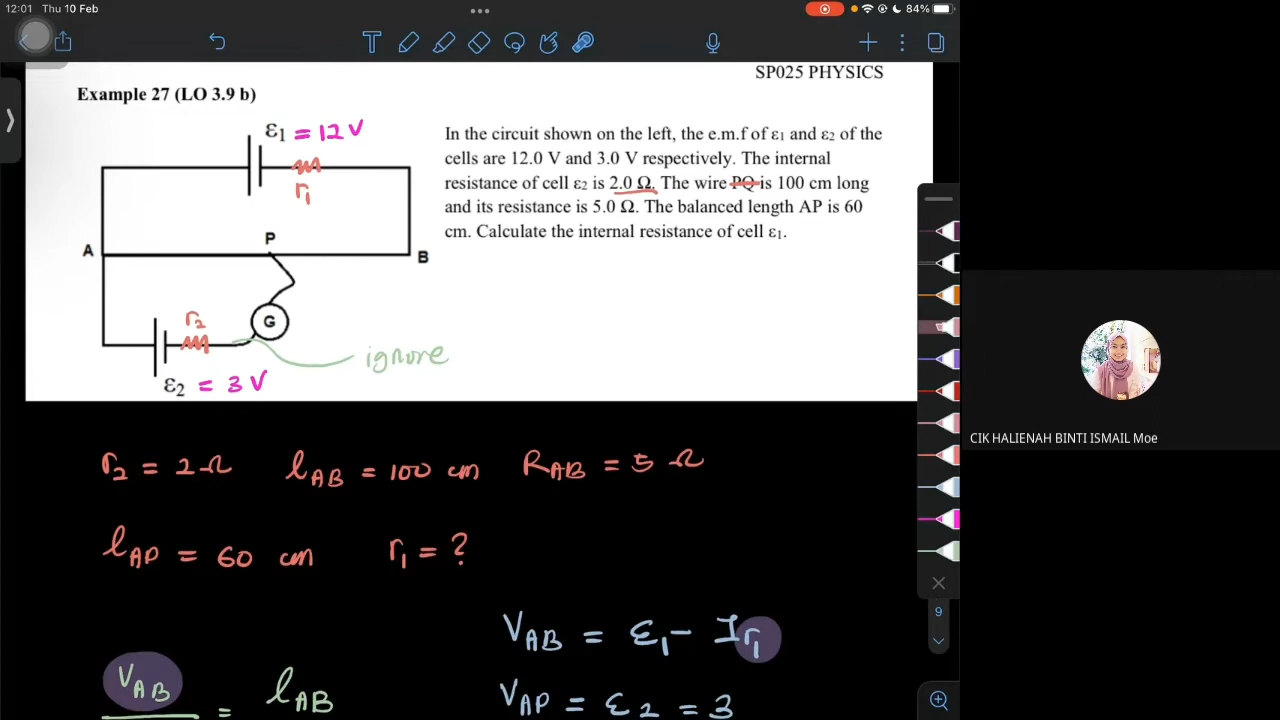 12:01 Thu 10 Feb
84%
SP025 PHYSICS
Example 27 (LO 3.9 b)
ε1 = 12 V
r1
In the circuit shown on the left, the e.m.f of ε1 and ε2 of the
cells are 12.0 V and 3.0 V respectively. The internal
resistance of cell ε2 is 2.0 Ω. The wire PQ is 100 cm long
and its resistance is 5.0 Ω. The balanced length AP is 60
cm. Calculate the internal resistance of cell ε1.
A
P
B
r2
G
ignore
ε2 = 3 V
r2 = 2 Ω lAB = 100 cm RAB = 5 Ω
lAP = 60 cm r1 = ?
VAB = ε1 - Ir1
VAB = lAB
VAP = ε2 = 3
9
CIK HALIENAH BINTI ISMAIL Moe